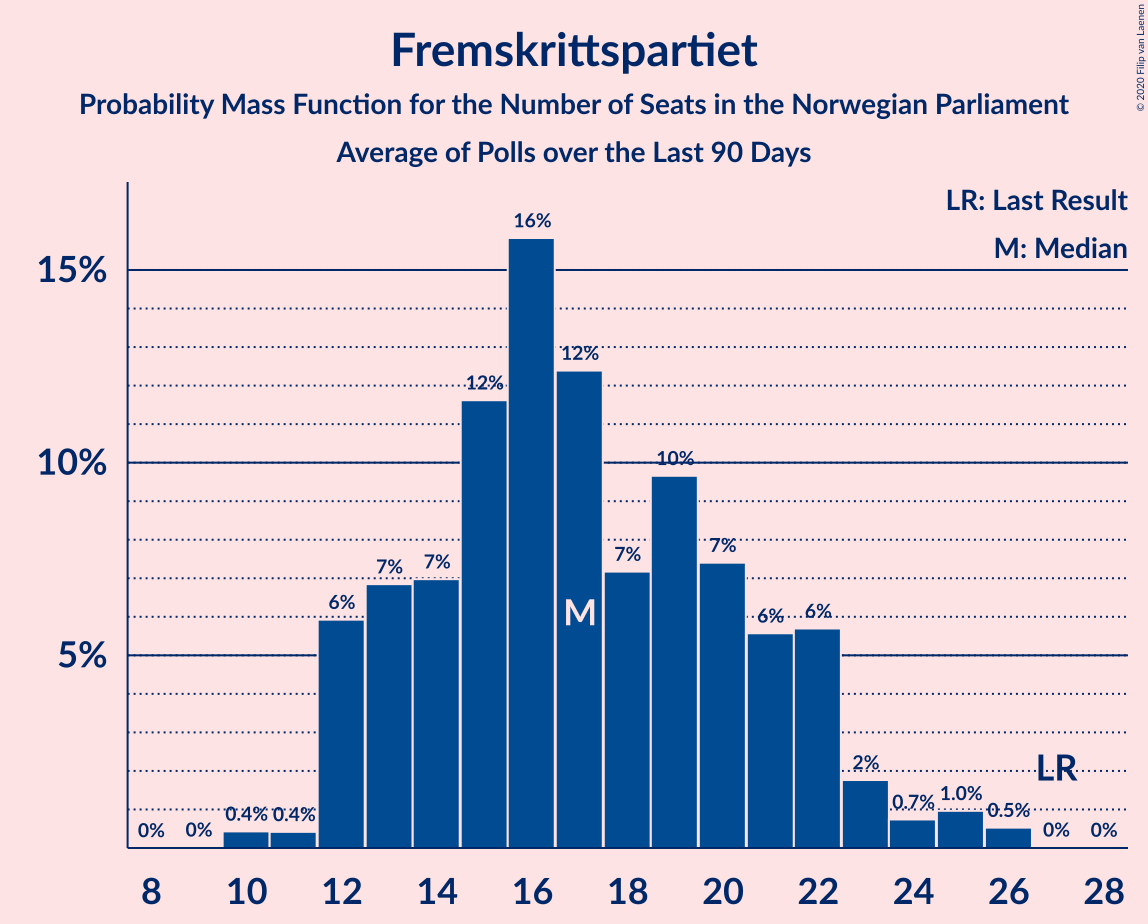 Fremskrittspartiet
Probability Mass Function for the Number of Seats in the Norwegian Parliament
Average of Polls over the Last 90 Days
© 2020 Filip van Laenen
LR: Last Result
M: Median
15%
10%
5%
0% 0% 0.4% 0.4% 6% 7% 7% 12% 16% 12% 7% 10% 7% 6% 6% 2% 0.7% 1.0% 0.5% 0% 0%
M
LR
8 10 12 14 16 18 20 22 24 26 28